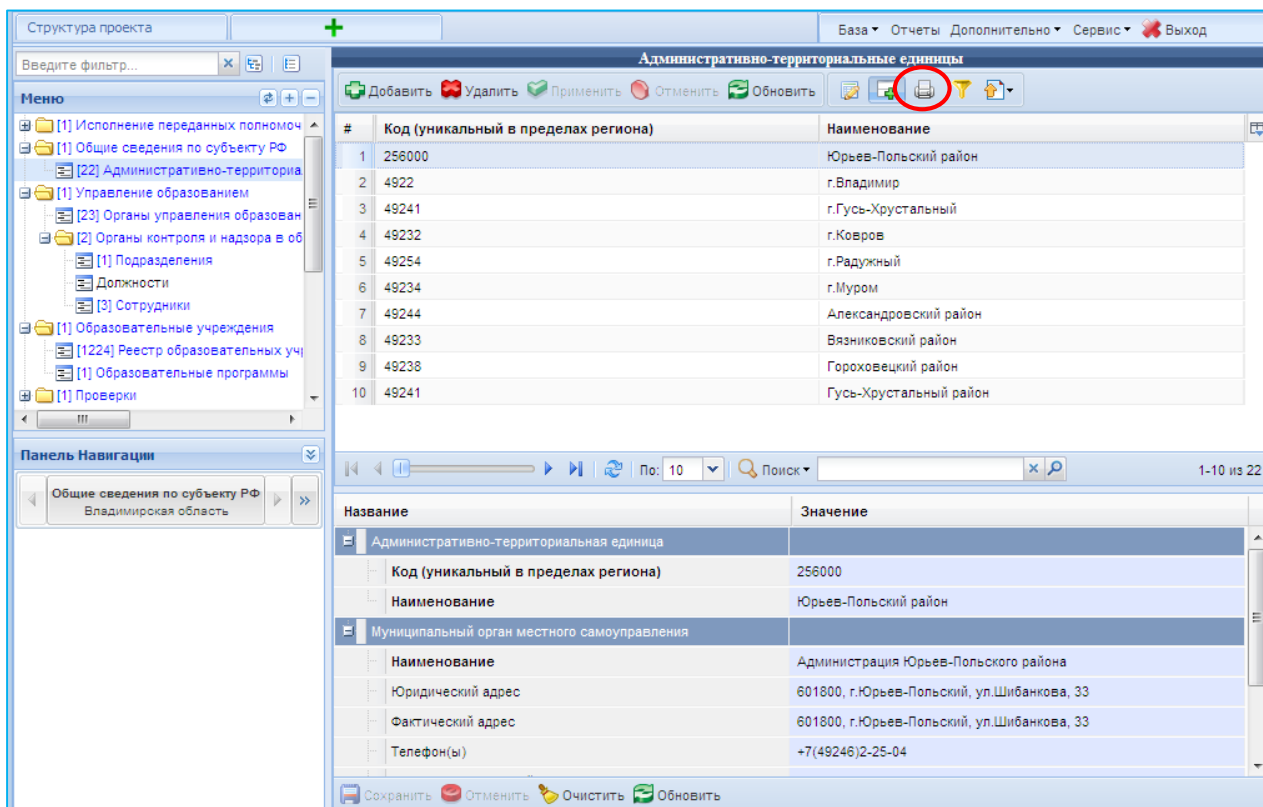 Структура проекта
База Отчеты Дополнительно Сервис Выход
Введите фильтр...
Административно-территориальные единицы
Меню
Добавить Удалить Применить Отменить Обновить
[1] Исполнение переданных полномоч
[1] Общие сведения по субъекту РФ
[22] Административно-территориа
[1] Управление образованием
[23] Органы управления образован
[2] Органы контроля и надзора в об
[1] Подразделения
Должности
[3] Сотрудники
[1] Образовательные учреждения
[1224] Реестр образовательных уч
[1] Образовательные программы
[1] Проверки
# Код (уникальный в пределах региона) Наименование
1 256000 Юрьев-Польский район
2 4922 г.Владимир
3 49241 г.Гусь-Хрустальный
4 49232 г.Ковров
5 49254 г.Радужный
6 49234 г.Муром
7 49244 Александровский район
8 49233 Вязниковский район
9 49238 Гороховецкий район
10 49241 Гусь-Хрустальный район
Панель Навигации
Общие сведения по субъекту РФ
Владимирская область
По: 10 Поиск 1-10 из 22
Название Значение
Административно-территориальная единица
Код (уникальный в пределах региона) 256000
Наименование Юрьев-Польский район
Муниципальный орган местного самоуправления
Наименование Администрация Юрьев-Польского района
Юридический адрес 601800, г.Юрьев-Польский, ул.Шибанкова, 33
Фактический адрес 601800, г.Юрьев-Польский, ул.Шибанкова, 33
Телефон(ы) +7(49246)2-25-04
Сохранить Отменить Очистить Обновить